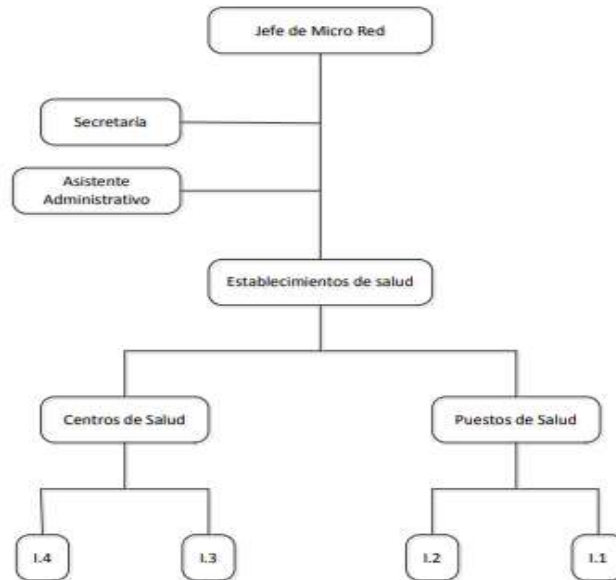 Jefe de Micro Red
Secretaría
Asistente
Administrativo
Establecimientos de salud
Centros de Salud
Puestos de Salud
I.4
I.3
I.2
I.1